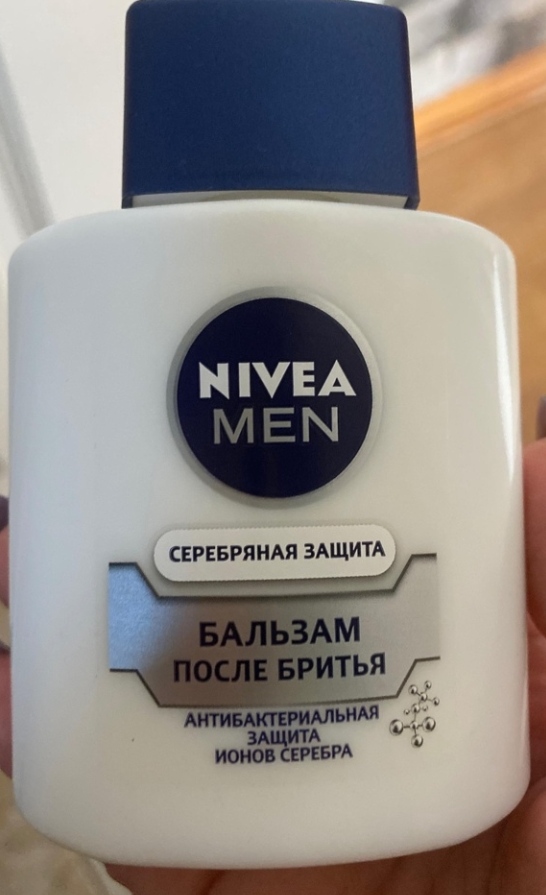 NIVEA
MEN
СЕРЕБРЯНАЯ ЗАЩИТА
БАЛЬЗАМ
ПОСЛЕ БРИТЬЯ
АНТИБАКТЕРИАЛЬНАЯ
ЗАЩИТА
ИОНОВ СЕРЕБРА